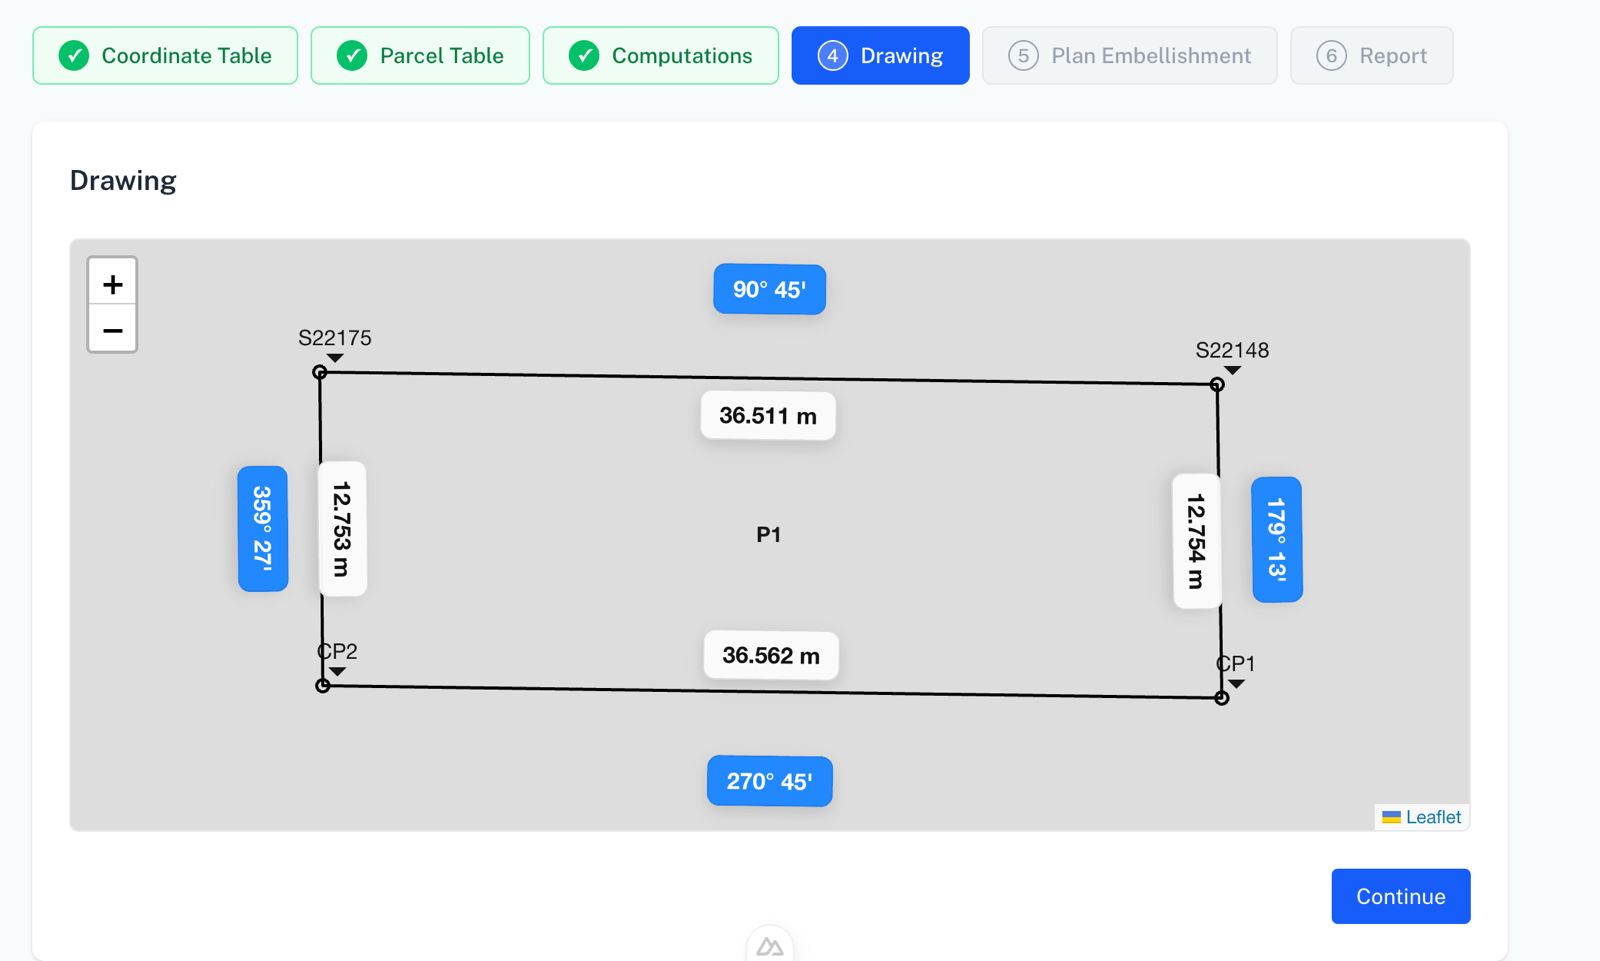 Coordinate Table
Parcel Table
Computations
4 Drawing
5 Plan Embellishment
6 Report
Drawing
+
−
90° 45'
S22175
S22148
36.511 m
359° 27'
12.753 m
P1
12.754 m
179° 13'
CP2
36.562 m
CP1
270° 45'
Leaflet
Continue